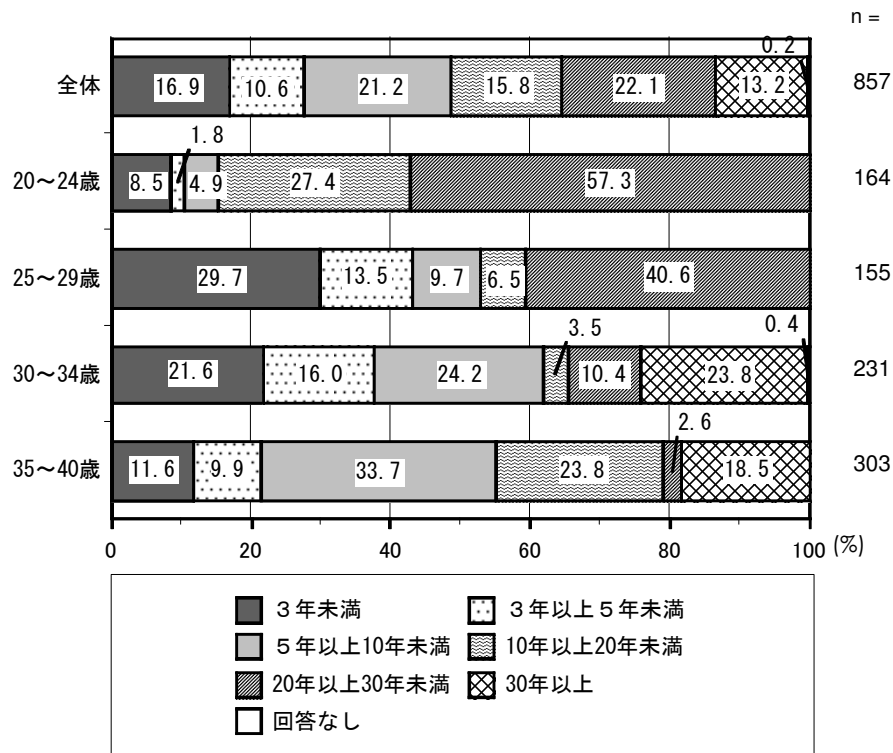 n =
0.2
全体 16.9 10.6 21.2 15.8 22.1 13.2 857
1.8
20～24歳 8.5 4.9 27.4 57.3 164
25～29歳 29.7 13.5 9.7 6.5 40.6 155
3.5 0.4
30～34歳 21.6 16.0 24.2 10.4 23.8 231
2.6
35～40歳 11.6 9.9 33.7 23.8 18.5 303
0 20 40 60 80 100 (%)
３年未満 ３年以上５年未満
５年以上10年未満 10年以上20年未満
20年以上30年未満 30年以上
回答なし